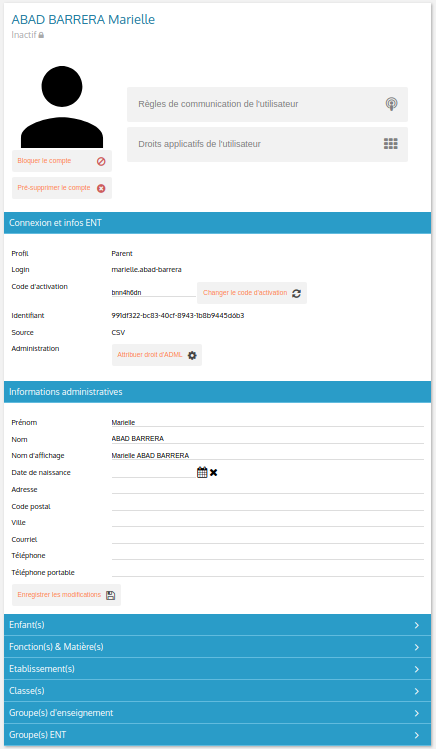 ABAD BARRERA Marielle
Inactif
Règles de communication de l'utilisateur
Droits applicatifs de l'utilisateur
Bloquer le compte
Pré-supprimer le compte
Connexion et infos ENT
Profil Parent
Login marielle.abad-barrera
Code d'activation bnn4h6dn Changer le code d'activation
Identifiant 991df322-bc83-40cf-8943-1b8b9445d6b3
Source CSV
Administration Attribuer droit d'ADML
Informations administratives
Prénom Marielle
Nom ABAD BARRERA
Nom d'affichage Marielle ABAD BARRERA
Date de naissance
Adresse
Code postal
Ville
Courriel
Téléphone
Téléphone portable
Enregistrer les modifications
Enfant(s)
Fonction(s) & Matière(s)
Etablissement(s)
Classe(s)
Groupe(s) d'enseignement
Groupe(s) ENT